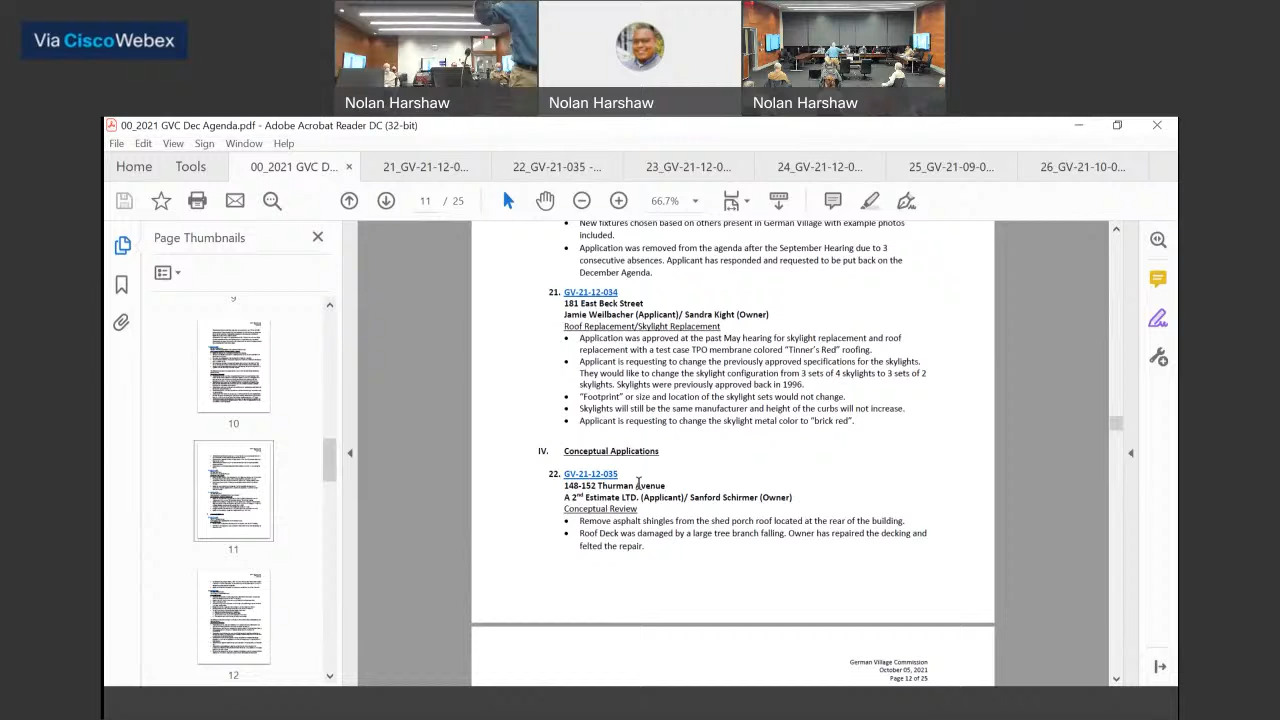 Via Cisco Webex
Nolan Harshaw
Nolan Harshaw
Nolan Harshaw
00_2021 GVC Dec Agenda.pdf - Adobe Acrobat Reader DC (32-bit)
File Edit View Sign Window Help
Home Tools 00_2021 GVC D... × 21_GV-21-12-0... 22_GV-21-035 -... 23_GV-21-12-0... 24_GV-21-12-0... 25_GV-21-09-0... 26_GV-21-10-0...
11 / 25 66.7%
Page Thumbnails
9
10
11
12
New fixtures chosen based on others present in German Village with example photos
included.
• Application was removed from the agenda after the September Hearing due to 3
consecutive absences. Applicant has responded and requested to be put back on the
December Agenda.
21. GV-21-12-034
181 East Beck Street
Jamie Weilbacher (Applicant)/ Sandra Kight (Owner)
Roof Replacement/Skylight Replacement
• Application was approved at the past May hearing for skylight replacement and roof
replacement with a test case TPO membrane colored "Tinner's Red" roofing.
• Applicant is requesting to change the previously approved specifications for the skylights.
They would like to change the skylight configuration from 3 sets of 4 skylights to 3 sets of 2
skylights. Skylights were previously approved back in 1996.
• "Footprint" or size and location of the skylight sets would not change.
• Skylights will still be the same manufacturer and height of the curbs will not increase.
• Applicant is requesting to change the skylight metal color to "brick red".
IV. Conceptual Applications
22. GV-21-12-035
148-152 Thurman Avenue
A 2nd Estimate LTD. (Applicant)/ Sanford Schirmer (Owner)
Conceptual Review
• Remove asphalt shingles from the shed porch roof located at the rear of the building.
• Roof Deck was damaged by a large tree branch falling. Owner has repaired the decking and
felted the repair.
German Village Commission
October 05, 2021
Page 12 of 25